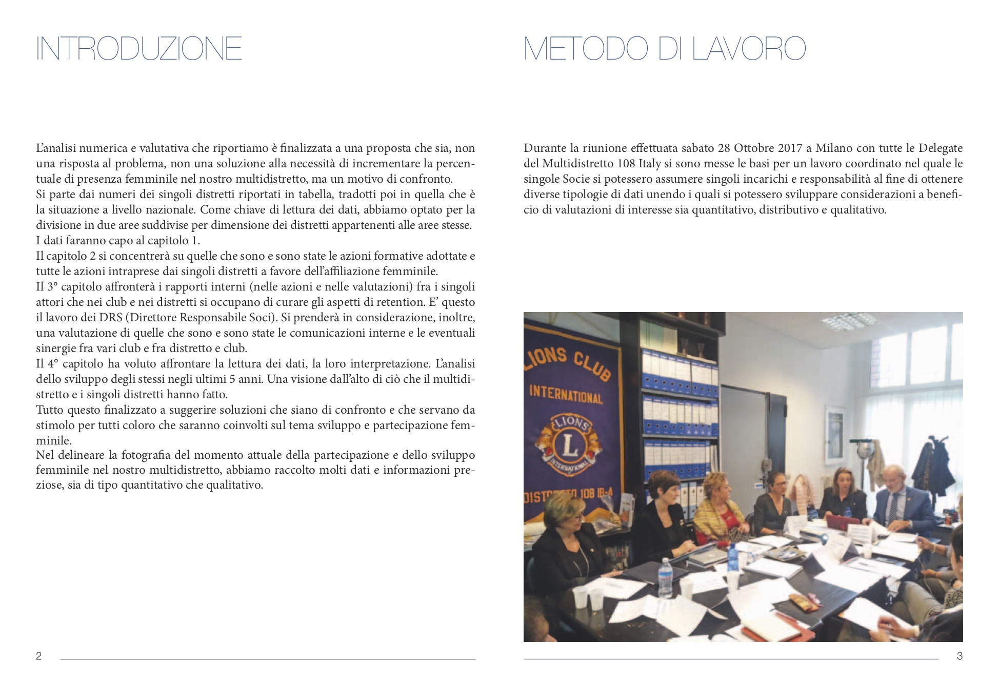 INTRODUZIONE
L’analisi numerica e valutativa che riportiamo è finalizzata a una proposta che sia, non
una risposta al problema, non una soluzione alla necessità di incrementare la percen-
tuale di presenza femminile nel nostro multidistretto, ma un motivo di confronto.
Si parte dai numeri dei singoli distretti riportati in tabella, tradotti poi in quella che è
la situazione a livello nazionale. Come chiave di lettura dei dati, abbiamo optato per la
divisione in due aree suddivise per dimensione dei distretti appartenenti alle aree stesse.
I dati faranno capo al capitolo 1.
Il capitolo 2 si concentrerà su quelle che sono e sono state le azioni formative adottate e
tutte le azioni intraprese dai singoli distretti a favore dell’affiliazione femminile.
Il 3° capitolo affronterà i rapporti interni (nelle azioni e nelle valutazioni) fra i singoli
attori che nei club e nei distretti si occupano di curare gli aspetti di retention. E’ questo
il lavoro dei DRS (Direttore Responsabile Soci). Si prenderà in considerazione, inoltre,
una valutazione di quelle che sono e sono state le comunicazioni interne e le eventuali
sinergie fra vari club e fra distretto e club.
Il 4° capitolo ha voluto affrontare la lettura dei dati, la loro interpretazione. L’analisi
dello sviluppo degli stessi negli ultimi 5 anni. Una visione dall’alto di ciò che il multidi-
stretto e i singoli distretti hanno fatto.
Tutto questo finalizzato a suggerire soluzioni che siano di confronto e che servano da
stimolo per tutti coloro che saranno coinvolti sul tema sviluppo e partecipazione fem-
minile.
Nel delineare la fotografia del momento attuale della partecipazione e dello sviluppo
femminile nel nostro multidistretto, abbiamo raccolto molti dati e informazioni pre-
ziose, sia di tipo quantitativo che qualitativo.
2
METODO DI LAVORO
Durante la riunione effettuata sabato 28 Ottobre 2017 a Milano con tutte le Delegate
del Multidistretto 108 Italy si sono messe le basi per un lavoro coordinato nel quale le
singole Socie si potessero assumere singoli incarichi e responsabilità al fine di ottenere
diverse tipologie di dati unendo i quali si potessero sviluppare considerazioni a benefi-
cio di valutazioni di interesse sia quantitativo, distributivo e qualitativo.
LIONS CLUB
INTERNATIONAL
LIONS
L
INTERNATIONAL
DISTRETTO 108 IB-4
3